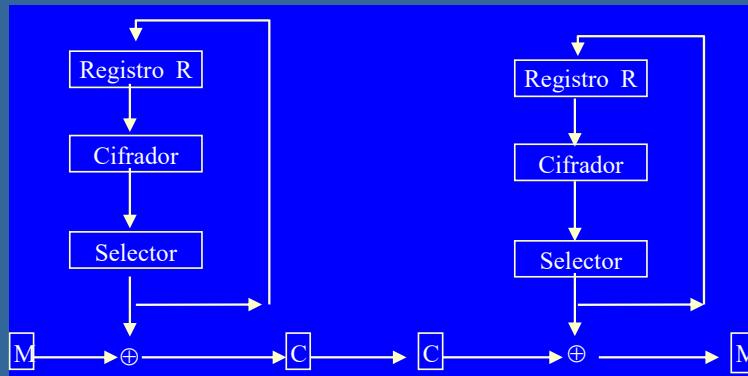 Registro R
Cifrador
Selector
M ⊕ C
Registro R
Cifrador
Selector
C ⊕ M